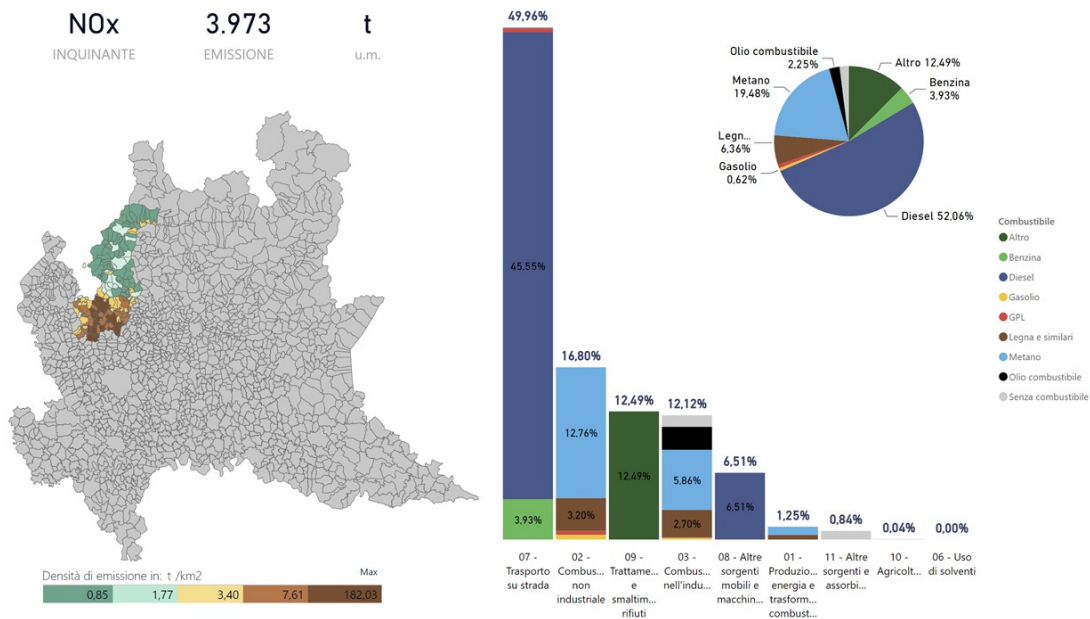 NOx
3.973
t
INQUINANTE
EMISSIONE
u.m.
Densità di emissione in: t /km2
Max
0,85
1,77
3,40
7,61
182,03
49,96%
45,55%
3,93%
16,80%
12,76%
3,20%
12,49%
12,49%
12,12%
5,86%
2,70%
6,51%
6,51%
1,25%
0,84%
0,04%
0,00%
07 -
Trasporto
su strada
02 -
Combus...
non
industriale
09 -
Trattame...
e
smaltim...
rifiuti
03 -
Combus...
nell'indu...
08 - Altre
sorgenti
mobili e
macchin...
01 -
Produzio...
energia e
trasform...
combust...
11 - Altre
sorgenti e
assorbi...
10 -
Agricolt...
06 - Uso
di solventi
Olio combustibile
2,25%
Altro 12,49%
Benzina
3,93%
Metano
19,48%
Legn...
6,36%
Gasolio
0,62%
Diesel 52,06%
Combustibile
Altro
Benzina
Diesel
Gasolio
GPL
Legna e similari
Metano
Olio combustibile
Senza combustibile